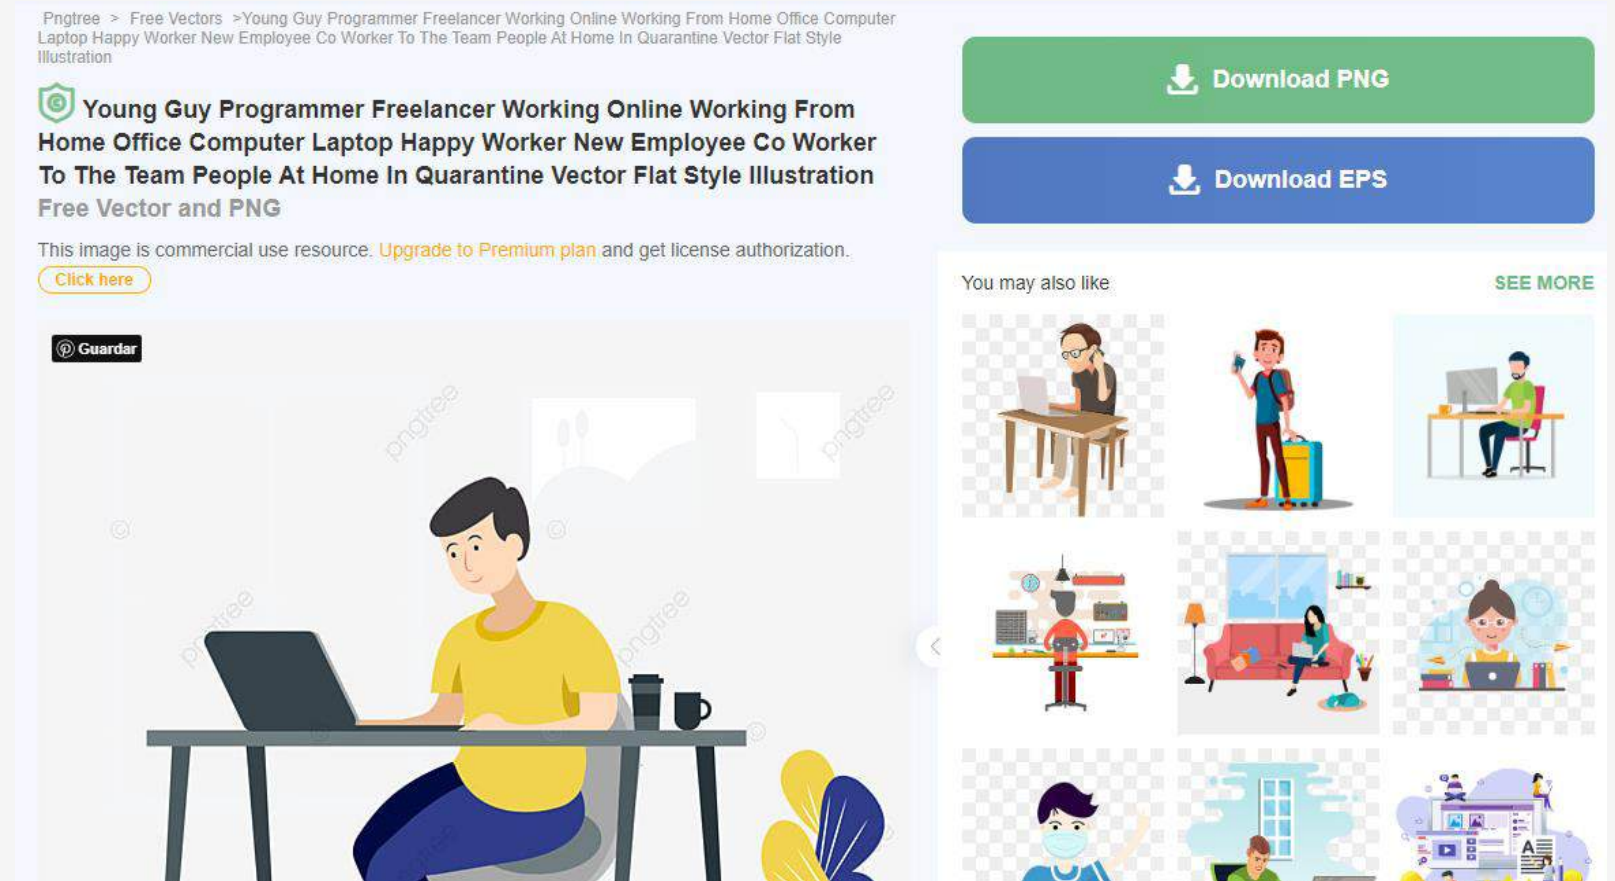 Pngtree > Free Vectors >Young Guy Programmer Freelancer Working Online Working From Home Office Computer
Laptop Happy Worker New Employee Co Worker To The Team People At Home In Quarantine Vector Flat Style
Illustration
Young Guy Programmer Freelancer Working Online Working From
Home Office Computer Laptop Happy Worker New Employee Co Worker
To The Team People At Home In Quarantine Vector Flat Style Illustration
Free Vector and PNG
This image is commercial use resource. Upgrade to Premium plan and get license authorization.
Click here
Guardar
pngtree
pngtree
pngtree
pngtree
pngtree
Download PNG
Download EPS
You may also like
SEE MORE
A